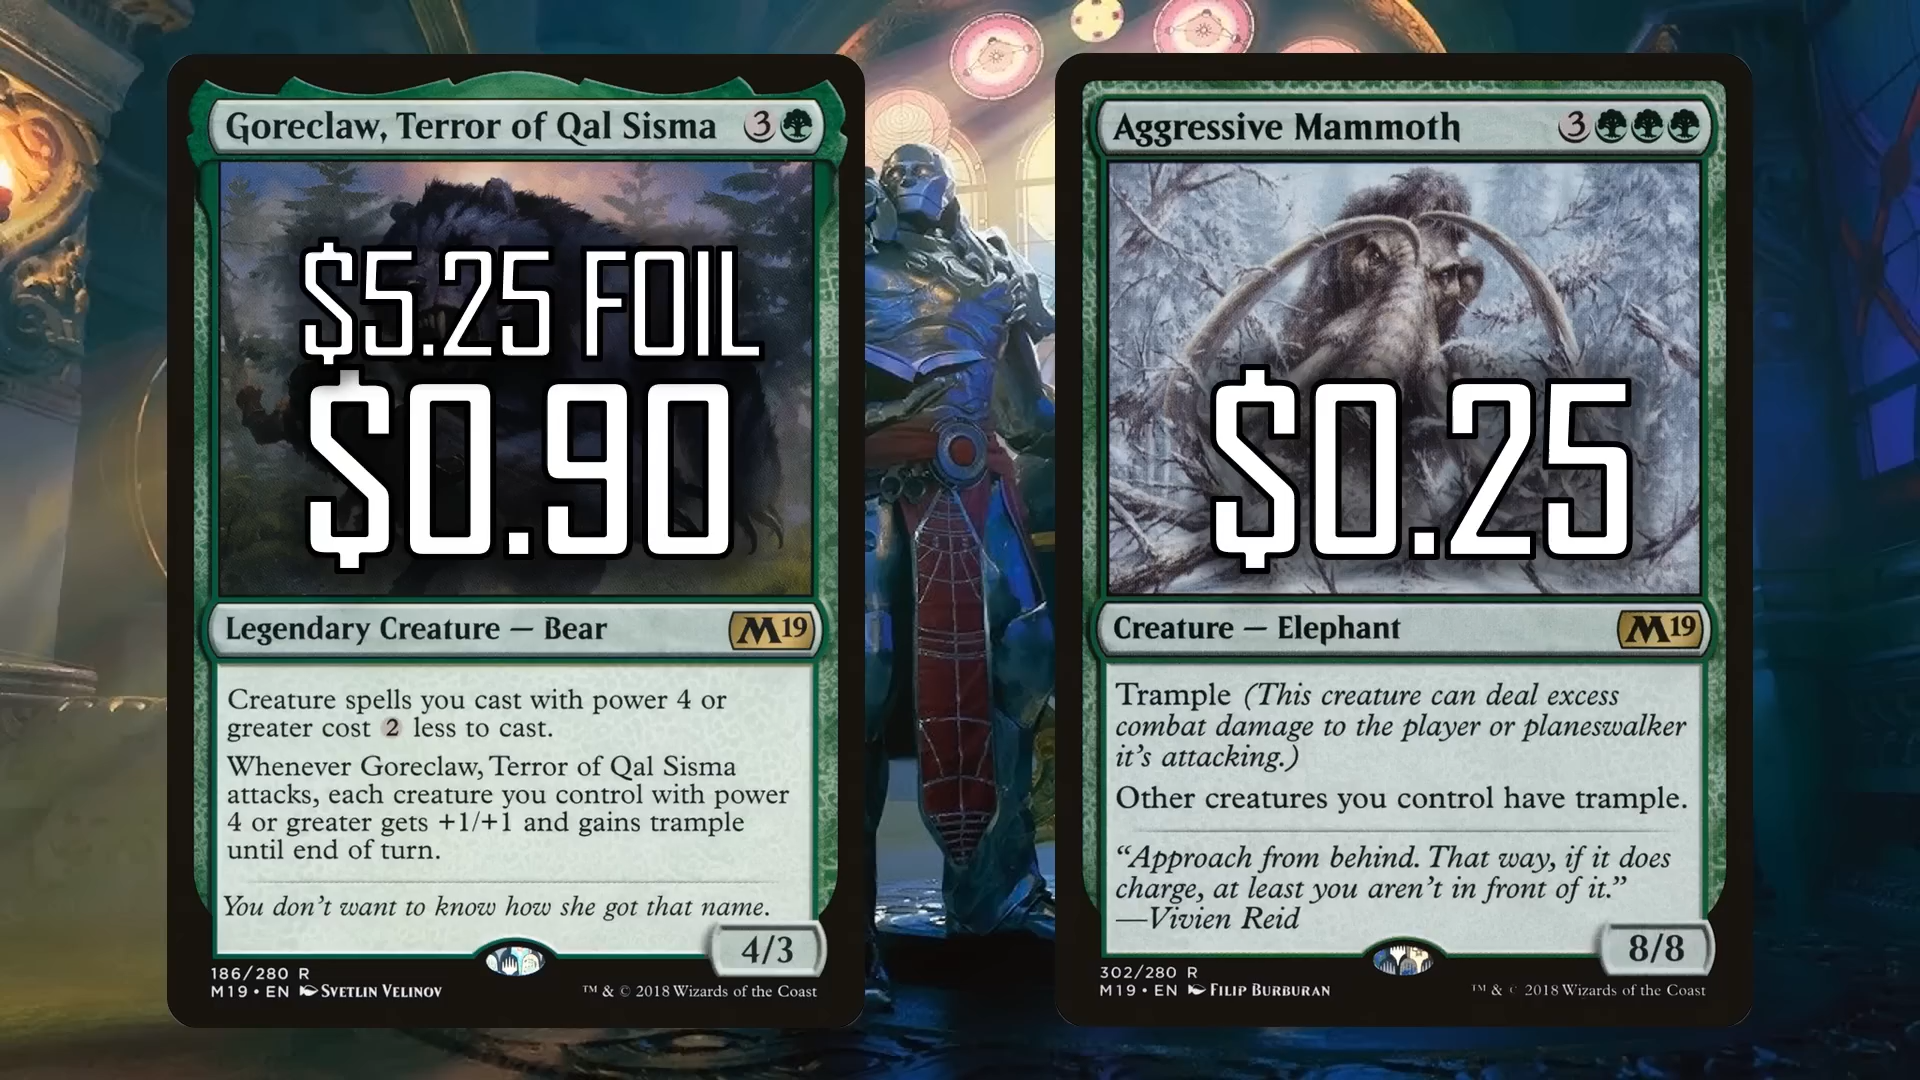 Goreclaw, Terror of Qal Sisma 3
$5.25 FOIL
$0.90
Legendary Creature — Bear M19
Creature spells you cast with power 4 or
greater cost 2 less to cast.
Whenever Goreclaw, Terror of Qal Sisma
attacks, each creature you control with power
4 or greater gets +1/+1 and gains trample
until end of turn.
You don't want to know how she got that name.
4/3
186/280 R
M19 • EN Svetlin Velinov
™ & © 2018 Wizards of the Coast
Aggressive Mammoth 3
$0.25
Creature — Elephant M19
Trample (This creature can deal excess
combat damage to the player or planeswalker
it's attacking.)
Other creatures you control have trample.
“Approach from behind. That way, if it does
charge, at least you aren't in front of it.”
—Vivien Reid
8/8
302/280 R
M19 • EN Filip Burburan
™ & © 2018 Wizards of the Coast